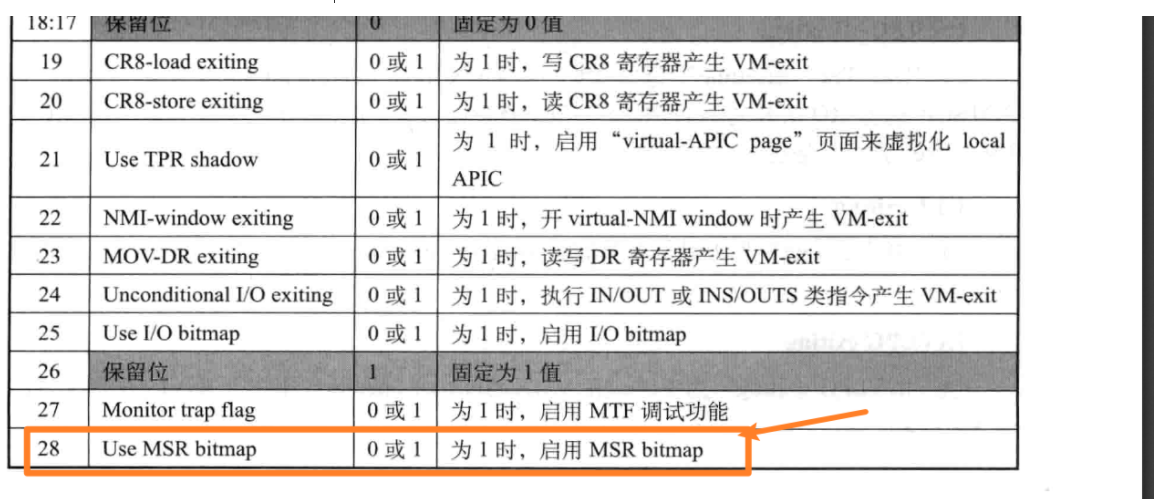 18:17 保留位 0 固定为 0 值
19 CR8-load exiting 0 或 1 为 1 时，写 CR8 寄存器产生 VM-exit
20 CR8-store exiting 0 或 1 为 1 时，读 CR8 寄存器产生 VM-exit
21 Use TPR shadow 0 或 1 为 1 时，启用“virtual-APIC page”页面来虚拟化 local
APIC
22 NMI-window exiting 0 或 1 为 1 时，开 virtual-NMI window 时产生 VM-exit
23 MOV-DR exiting 0 或 1 为 1 时，读写 DR 寄存器产生 VM-exit
24 Unconditional I/O exiting 0 或 1 为 1 时，执行 IN/OUT 或 INS/OUTS 类指令产生 VM-exit
25 Use I/O bitmap 0 或 1 为 1 时，启用 I/O bitmap
26 保留位 1 固定为 1 值
27 Monitor trap flag 0 或 1 为 1 时，启用 MTF 调试功能
28 Use MSR bitmap 0 或 1 为 1 时，启用 MSR bitmap